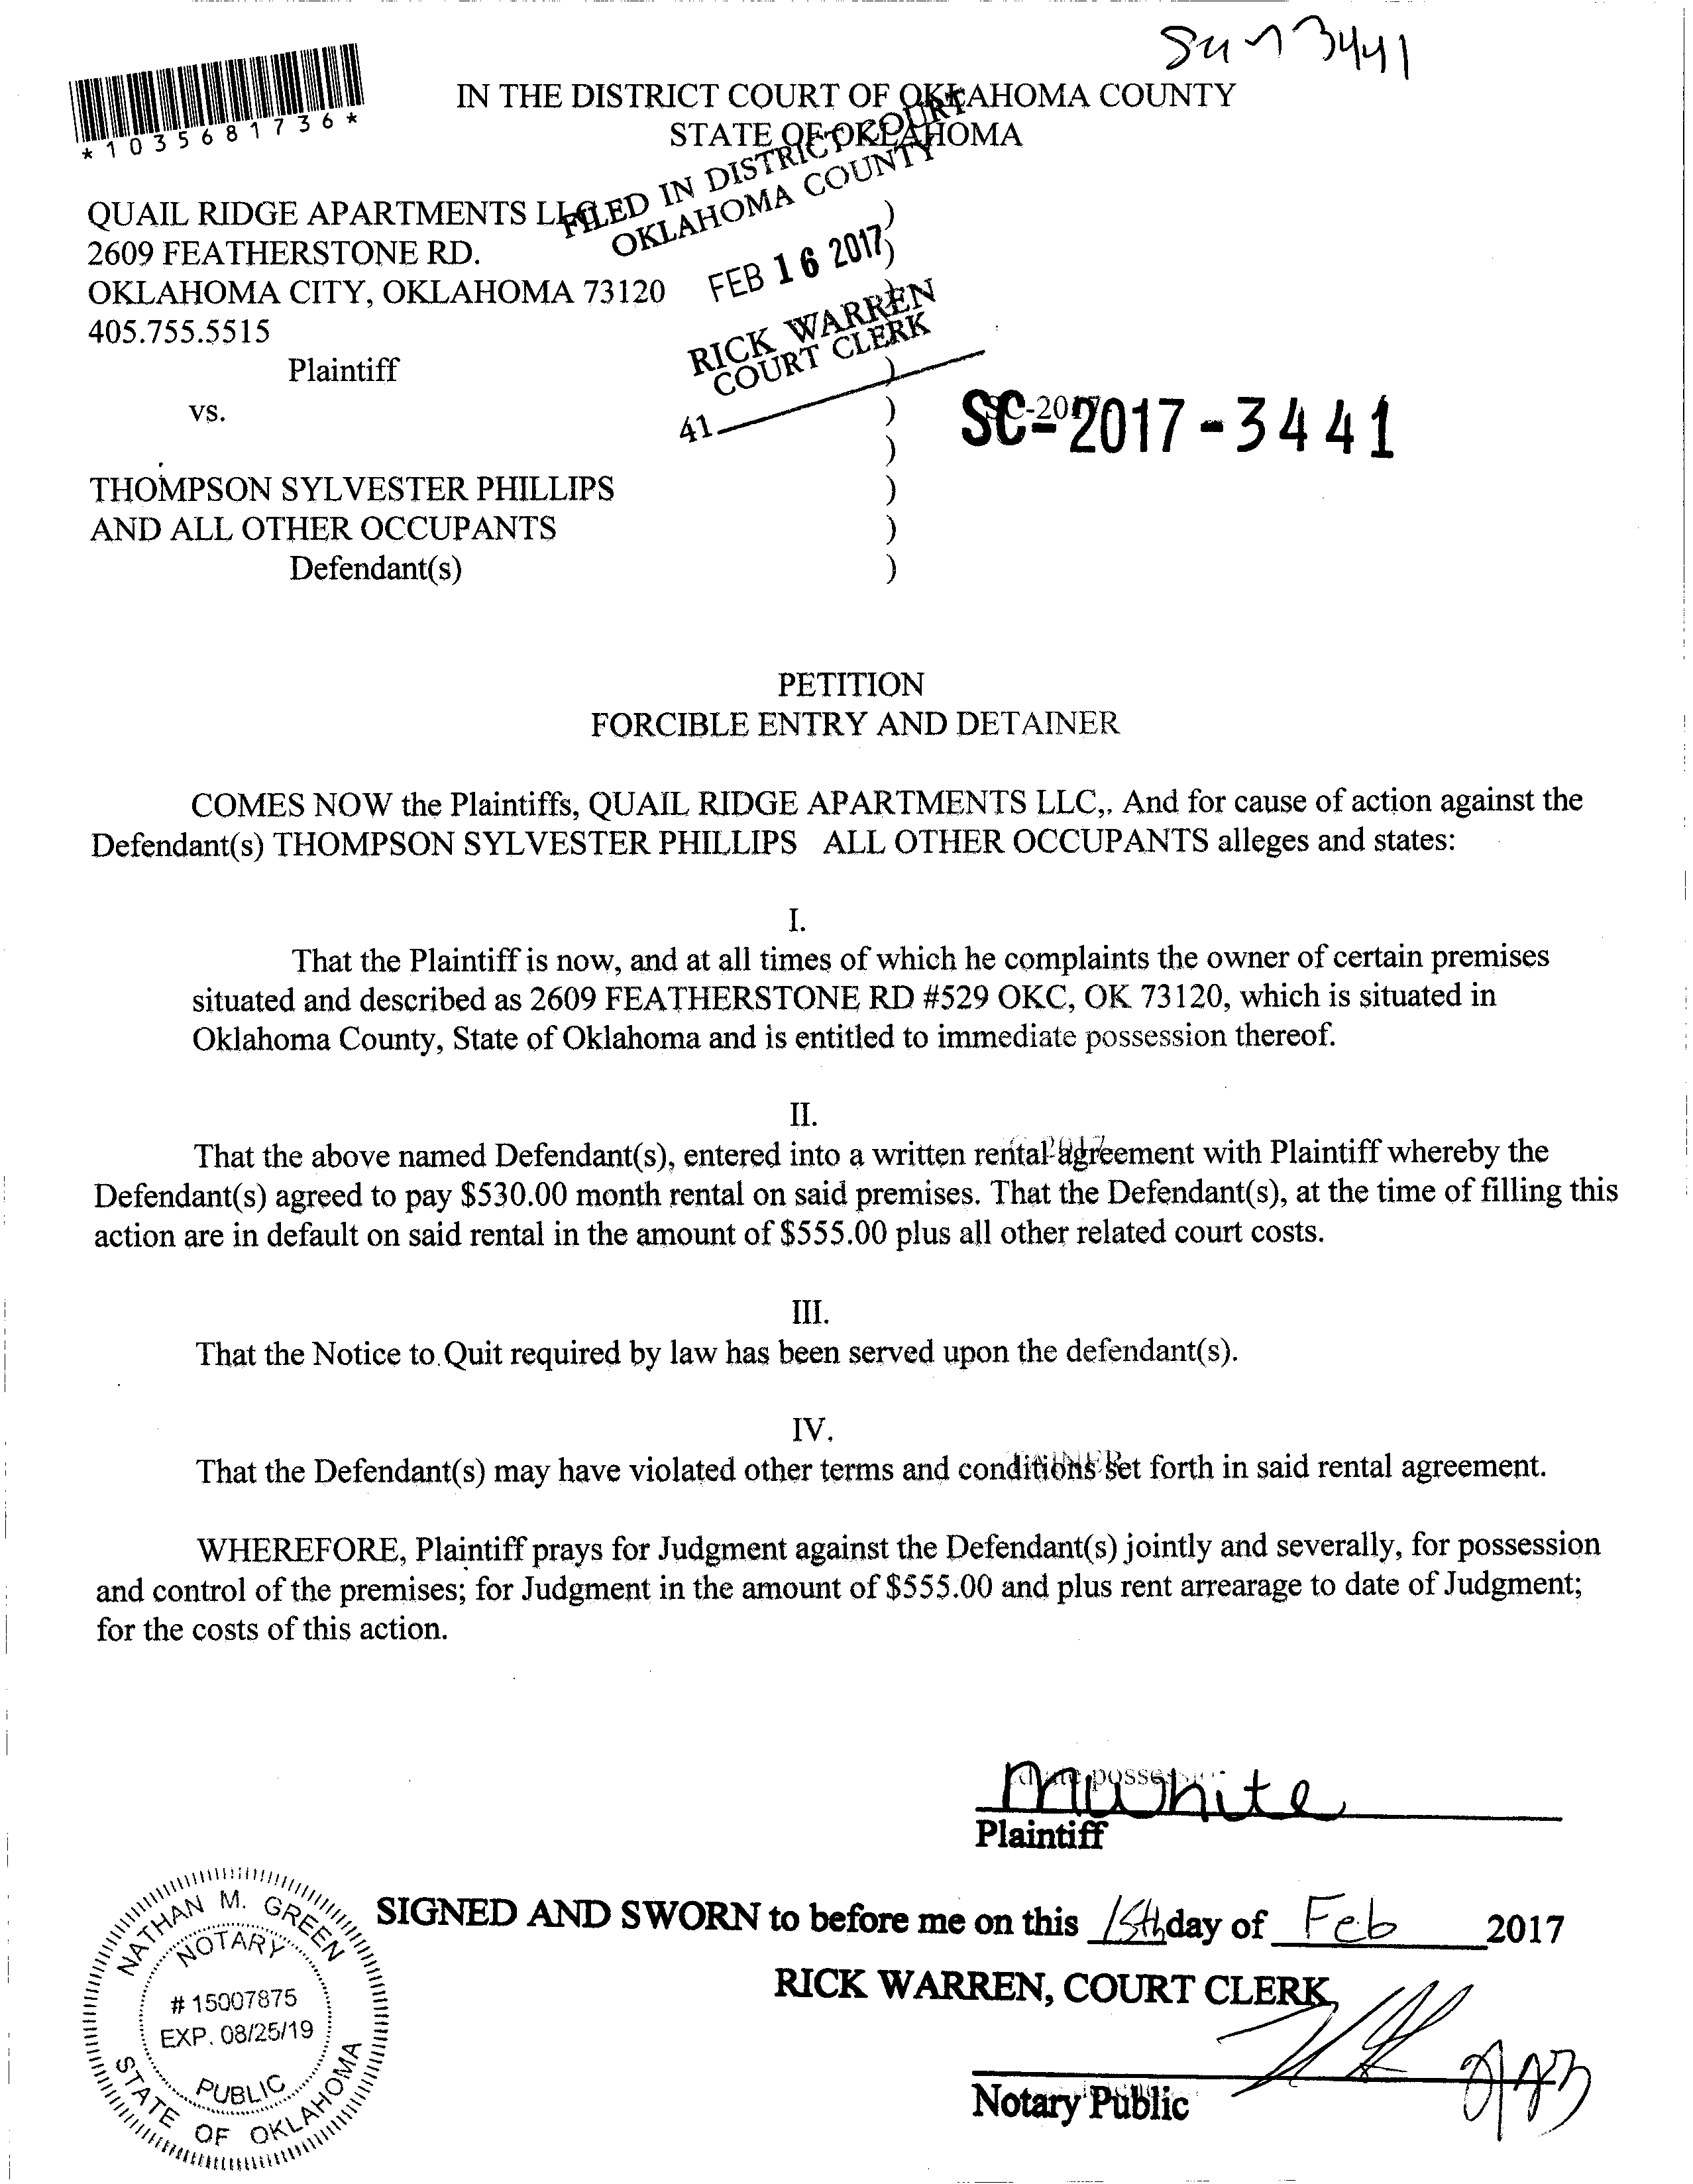 SC 17 3441
*1035681736*
IN THE DISTRICT COURT OF OKLAHOMA COUNTY
STATE OF OKLAHOMA
FILED IN DISTRICT COURT
OKLAHOMA COUNTY
FEB 16 2017
RICK WARREN
COURT CLERK
41
QUAIL RIDGE APARTMENTS LLC
2609 FEATHERSTONE RD.
OKLAHOMA CITY, OKLAHOMA 73120
405.755.5515
Plaintiff
vs.
SC-2017-3441
THOMPSON SYLVESTER PHILLIPS
AND ALL OTHER OCCUPANTS
Defendant(s)
PETITION
FORCIBLE ENTRY AND DETAINER
COMES NOW the Plaintiffs, QUAIL RIDGE APARTMENTS LLC,. And for cause of action against the
Defendant(s) THOMPSON SYLVESTER PHILLIPS ALL OTHER OCCUPANTS alleges and states:
I.
That the Plaintiff is now, and at all times of which he complaints the owner of certain premises
situated and described as 2609 FEATHERSTONE RD #529 OKC, OK 73120, which is situated in
Oklahoma County, State of Oklahoma and is entitled to immediate possession thereof.
II.
That the above named Defendant(s), entered into a written rental agreement with Plaintiff whereby the
Defendant(s) agreed to pay $530.00 month rental on said premises. That the Defendant(s), at the time of filling this
action are in default on said rental in the amount of $555.00 plus all other related court costs.
III.
That the Notice to Quit required by law has been served upon the defendant(s).
IV.
That the Defendant(s) may have violated other terms and conditions set forth in said rental agreement.
WHEREFORE, Plaintiff prays for Judgment against the Defendant(s) jointly and severally, for possession
and control of the premises; for Judgment in the amount of $555.00 and plus rent arrearage to date of Judgment;
for the costs of this action.
MWhite
Plaintiff
SIGNED AND SWORN to before me on this 15th day of Feb 2017
RICK WARREN, COURT CLERK
Notary Public
NATHAN M. GREEN
NOTARY
# 15007875
EXP. 08/25/19
PUBLIC
STATE OF OKLAHOMA